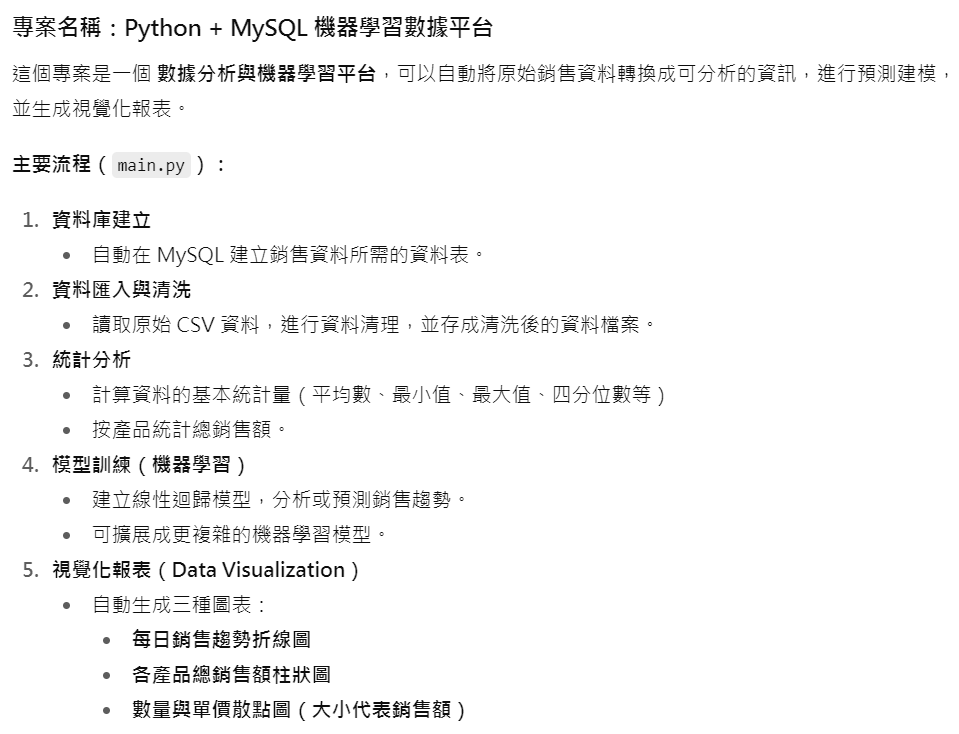 專案名稱：Python + MySQL 機器學習數據平台
這個專案是一個 數據分析與機器學習平台，可以自動將原始銷售資料轉換成可分析的資訊，進行預測建模，
並生成視覺化報表。
主要流程（main.py）：
1. 資料庫建立
• 自動在 MySQL 建立銷售資料所需的資料表。
2. 資料匯入與清洗
• 讀取原始 CSV 資料，進行資料清理，並存成清洗後的資料檔案。
3. 統計分析
• 計算資料的基本統計量（平均數、最小值、最大值、四分位數等）
• 按產品統計總銷售額。
4. 模型訓練（機器學習）
• 建立線性迴歸模型，分析或預測銷售趨勢。
• 可擴展成更複雜的機器學習模型。
5. 視覺化報表（Data Visualization）
• 自動生成三種圖表：
• 每日銷售趨勢折線圖
• 各產品總銷售額柱狀圖
• 數量與單價散點圖（大小代表銷售額）